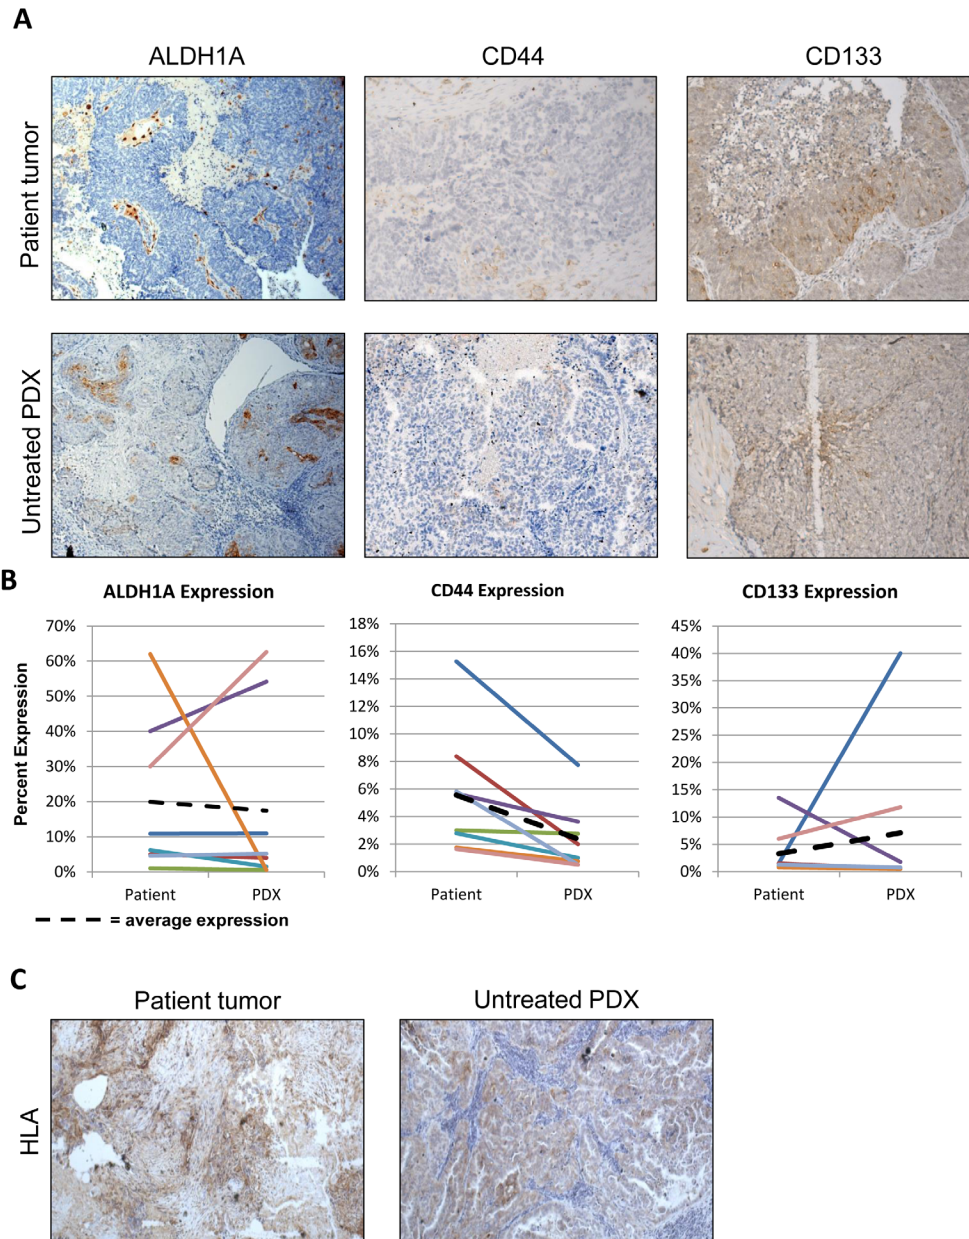 A
ALDH1A CD44 CD133
Patient tumor
Untreated PDX
B
ALDH1A Expression CD44 Expression CD133 Expression
Percent Expression
70%
60%
50%
40%
30%
20%
10%
0%
Patient PDX
18%
16%
14%
12%
10%
8%
6%
4%
2%
0%
Patient PDX
45%
40%
35%
30%
25%
20%
15%
10%
5%
0%
Patient PDX
= average expression
C
Patient tumor Untreated PDX
HLA